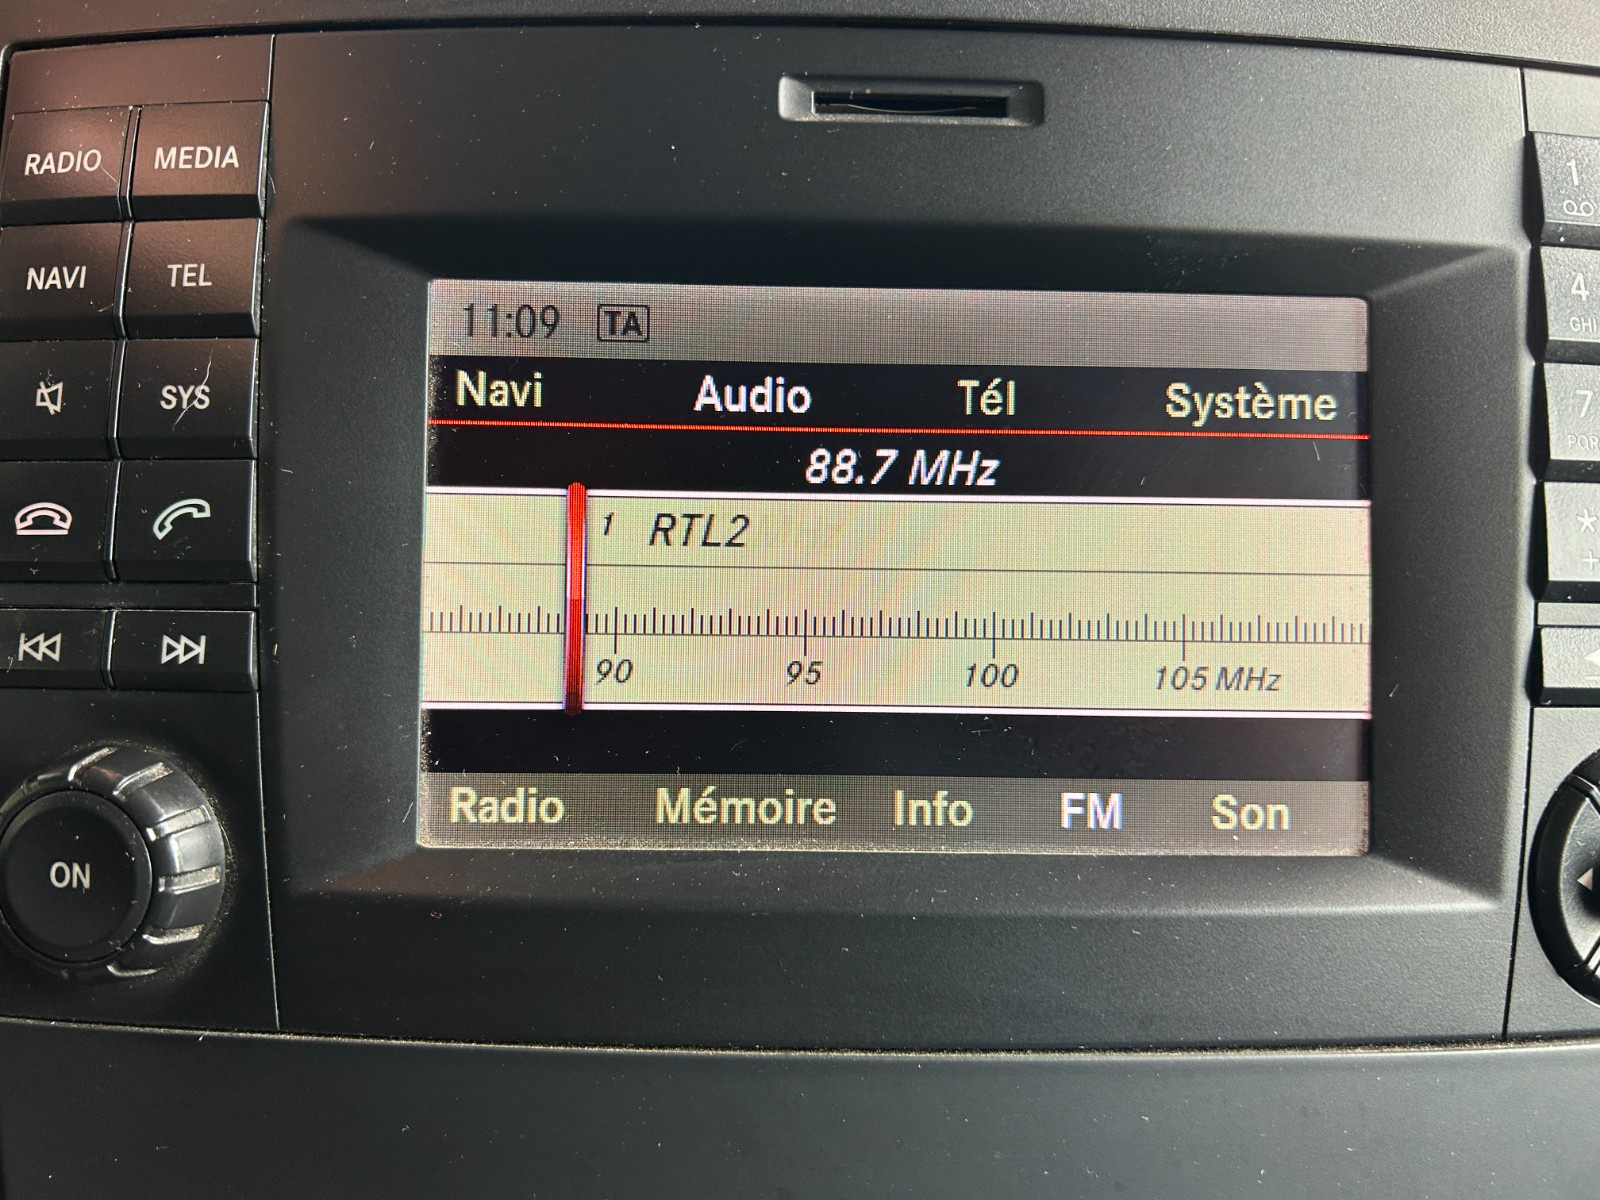 RADIO MEDIA
NAVI TEL
SYS
ON
11:09 TA
Navi Audio Tél Système
88.7 MHz
1 RTL2
90 95 100 105 MHz
Radio Mémoire Info FM Son
1
4
GHI
7
PQR
*
+